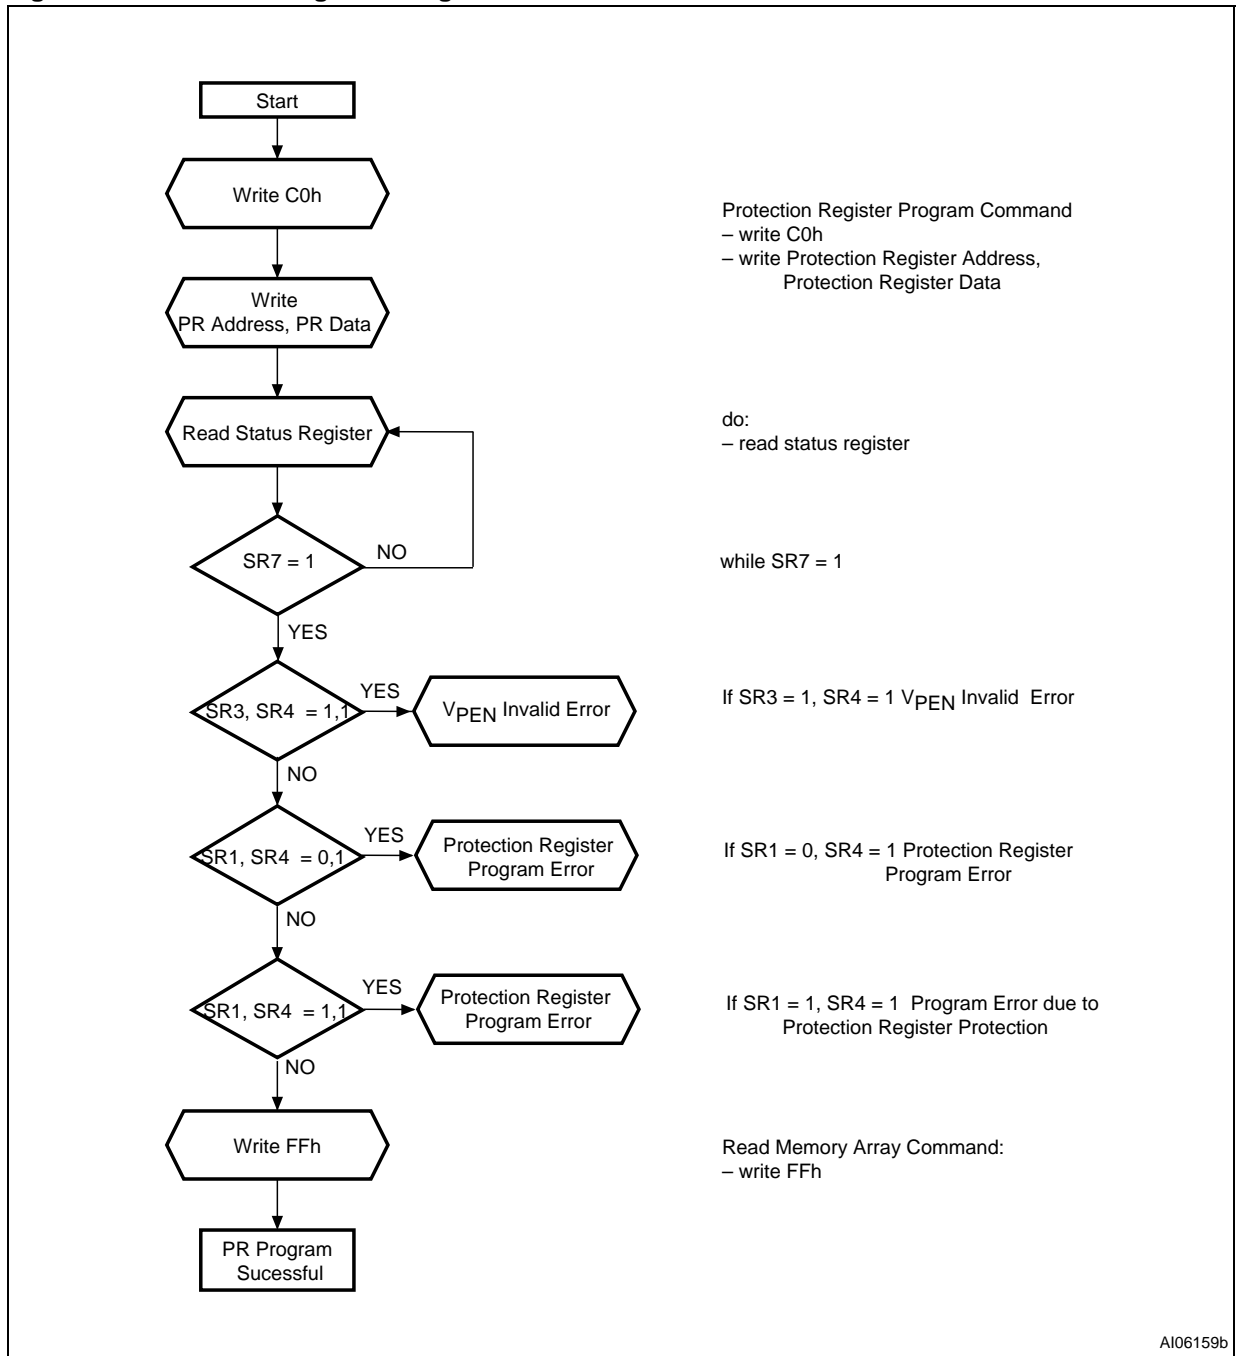 Start
Write C0h
Protection Register Program Command
– write C0h
– write Protection Register Address,
Protection Register Data
Write
PR Address, PR Data
Read Status Register
do:
– read status register
SR7 = 1
NO
while SR7 = 1
YES
SR3, SR4 = 1,1
YES
VPEN Invalid Error
If SR3 = 1, SR4 = 1 VPEN Invalid Error
NO
SR1, SR4 = 0,1
YES
Protection Register
Program Error
If SR1 = 0, SR4 = 1 Protection Register
Program Error
NO
SR1, SR4 = 1,1
YES
Protection Register
Program Error
If SR1 = 1, SR4 = 1 Program Error due to
Protection Register Protection
NO
Write FFh
Read Memory Array Command:
– write FFh
PR Program
Sucessful
AI06159b